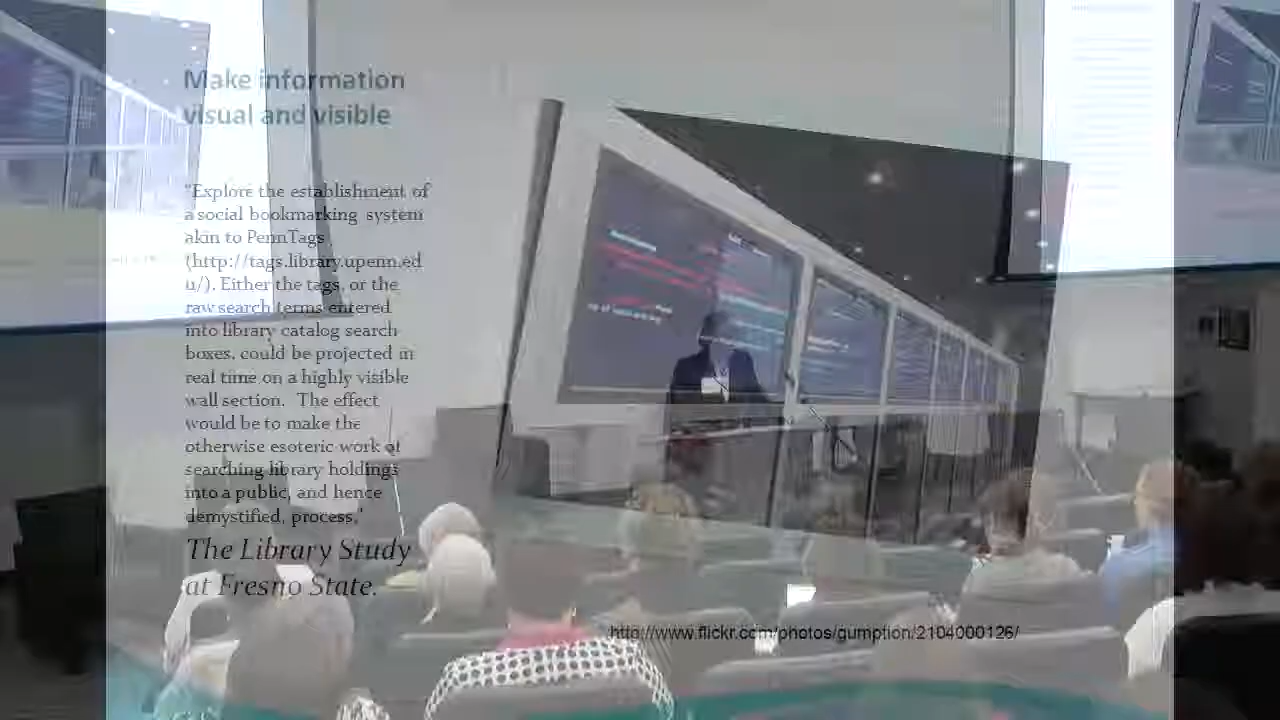 Make information
visual and visible
"Explore the establishment of
a social bookmarking system
akin to PennTags
(http://tags.library.upenn.ed
u/). Either the tags, or the
raw search terms entered
into library catalog search
boxes, could be projected in
real time on a highly visible
wall section. The effect
would be to make the
otherwise esoteric work of
searching library holdings
into a public, and hence
demystified, process."
The Library Study
at Fresno State.
http://www.flickr.com/photos/gumption/2104000126/